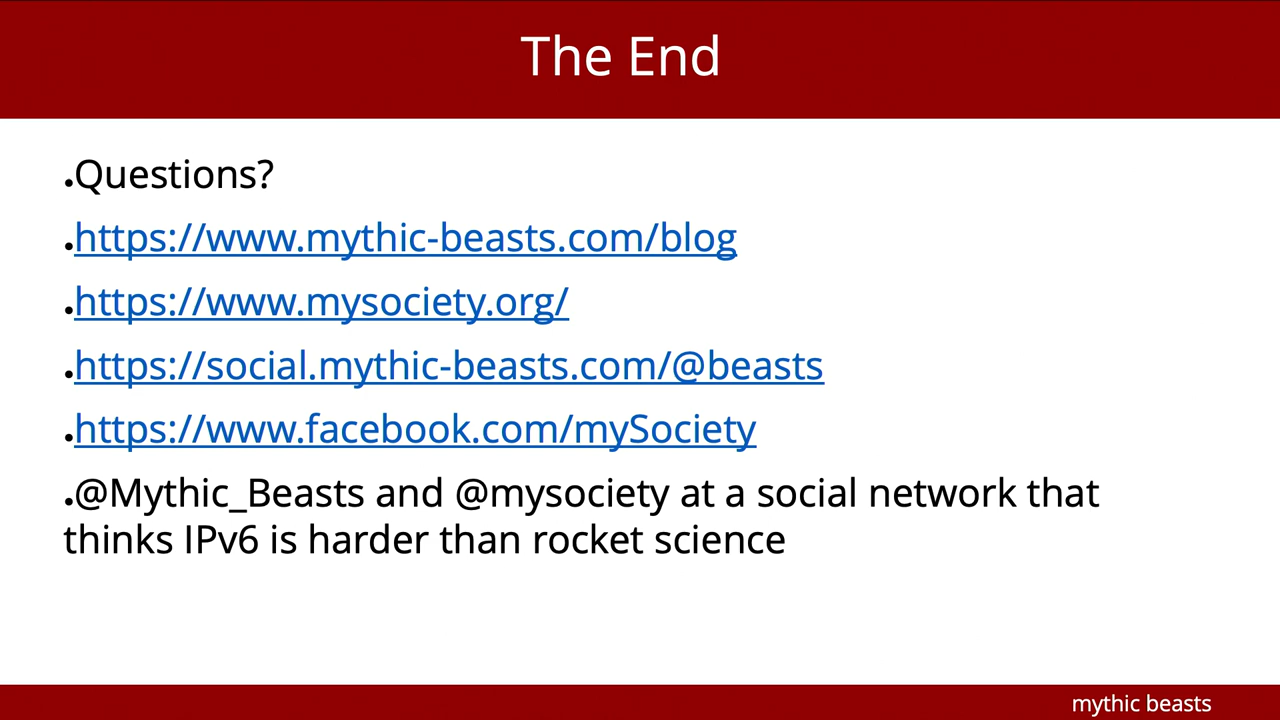 The End
•Questions?
•https://www.mythic-beasts.com/blog
•https://www.mysociety.org/
•https://social.mythic-beasts.com/@beasts
•https://www.facebook.com/mySociety
•@Mythic_Beasts and @mysociety at a social network that
thinks IPv6 is harder than rocket science
mythic beasts